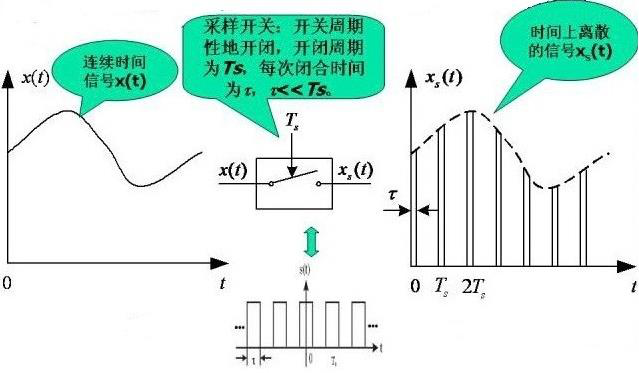 连续时间
信号x(t)
x(t)
0
t
采样开关：开关周期
性地开闭，开闭周期
为Ts，每次闭合时间
为τ，τ<<Ts。
Ts
x(t)
xs(t)
s(t)
...
...
t
τ
0
Ts
时间上离散
的信号xs(t)
xs(t)
τ
0 Ts 2Ts
t